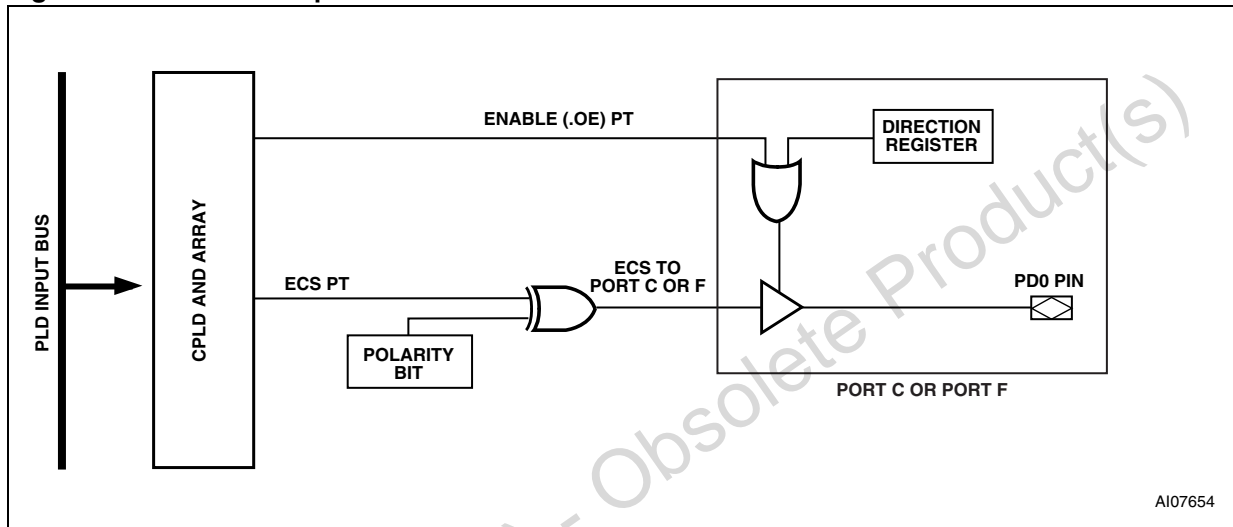 PLD INPUT BUS
CPLD AND ARRAY
ENABLE (.OE) PT
DIRECTION
REGISTER
ECS PT
POLARITY
BIT
ECS TO
PORT C OR F
PD0 PIN
PORT C OR PORT F
AI07654
- Obsolete Product(s)